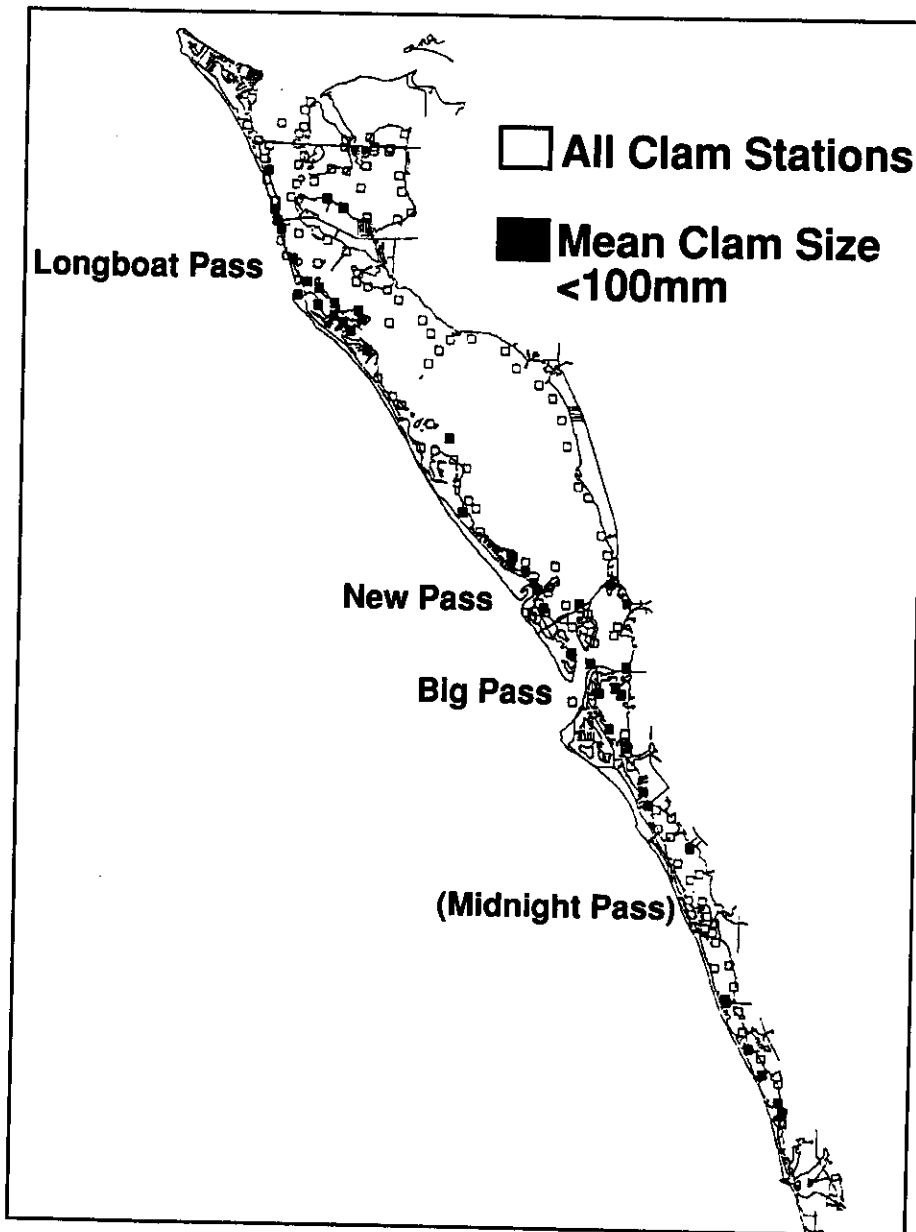 All Clam Stations
Mean Clam Size
<100mm
Longboat Pass
New Pass
Big Pass
(Midnight Pass)